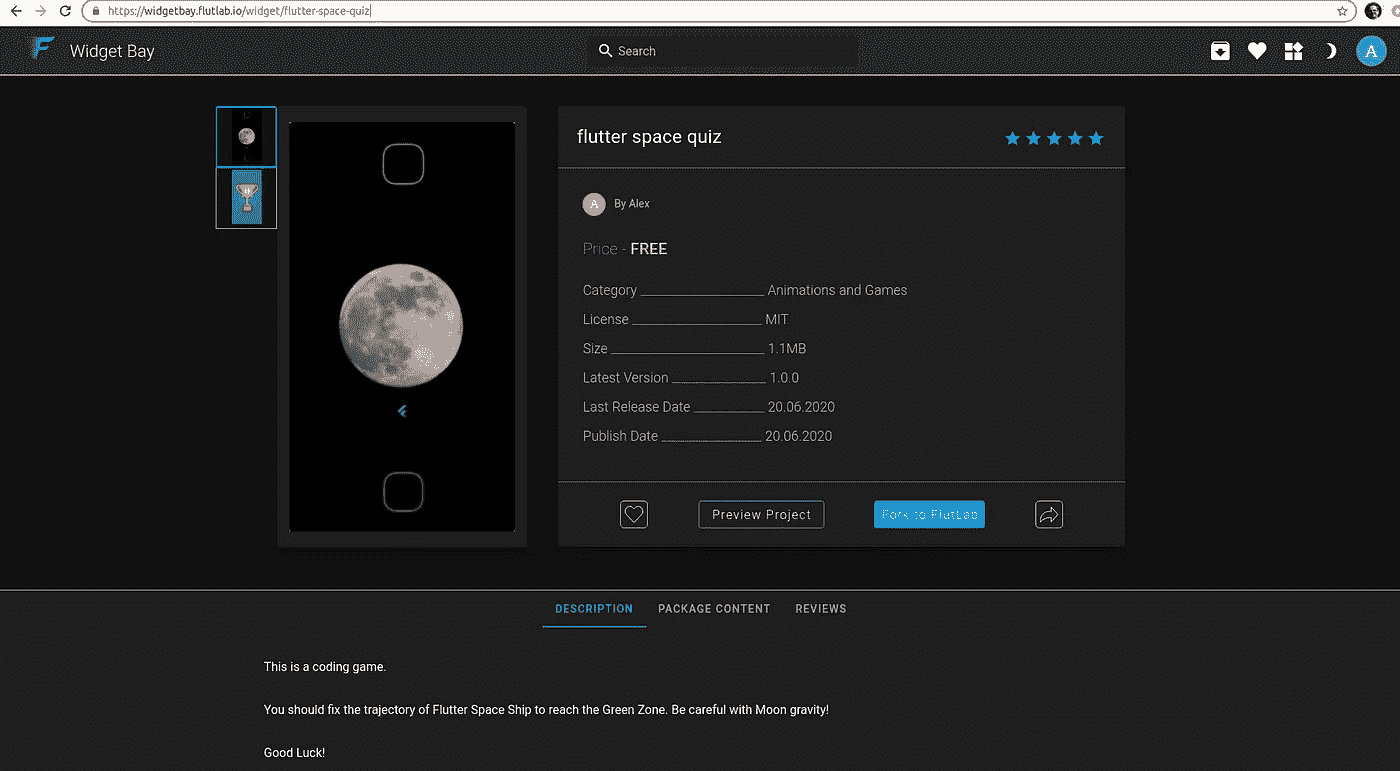 https://widgetbay.flutlab.io/widget/flutter-space-quiz
F Widget Bay
Search
A
flutter space quiz
A By Alex
Price - FREE
Category Animations and Games
License MIT
Size 1.1MB
Latest Version 1.0.0
Last Release Date 20.06.2020
Publish Date 20.06.2020
Preview Project
Fork to FlutLab
DESCRIPTION PACKAGE CONTENT REVIEWS
This is a coding game.
You should fix the trajectory of Flutter Space Ship to reach the Green Zone. Be careful with Moon gravity!
Good Luck!